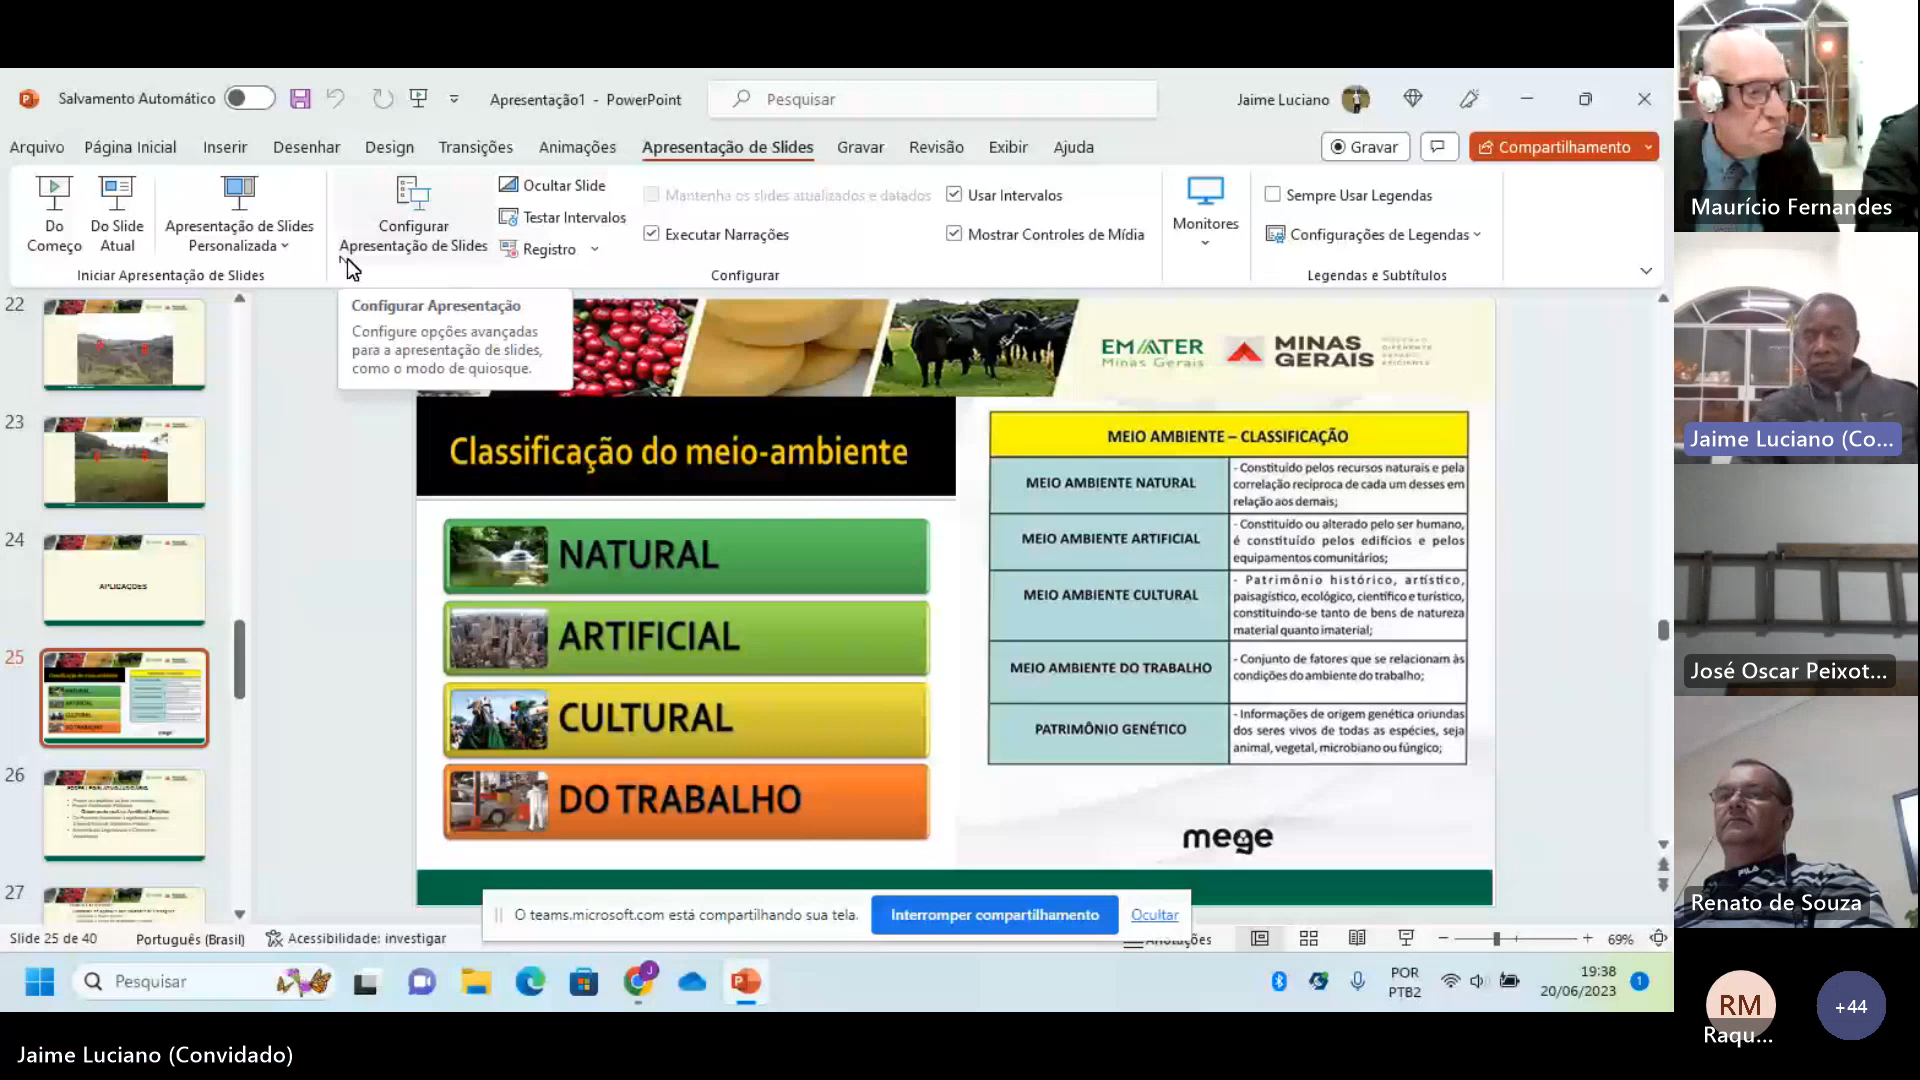 Salvamento Automático
Apresentação1 - PowerPoint
Pesquisar
Jaime Luciano
Arquivo Página Inicial Inserir Desenhar Design Transições Animações Apresentação de Slides Gravar Revisão Exibir Ajuda
Gravar
Compartilhamento
Do Começo
Do Slide Atual
Apresentação de Slides Personalizada
Iniciar Apresentação de Slides
Configurar Apresentação de Slides
Ocultar Slide
Testar Intervalos
Registro
Mantenha os slides atualizados e datados
Executar Narrações
Usar Intervalos
Mostrar Controles de Mídia
Configurar
Monitores
Sempre Usar Legendas
Configurações de Legendas
Legendas e Subtítulos
Configurar Apresentação
Configure opções avançadas
para a apresentação de slides,
como o modo de quiosque.
22
23
24
APLICAÇÕES
25
26
27
EMATER
Minas Gerais
MINAS
GERAIS
Classificação do meio-ambiente
NATURAL
ARTIFICIAL
CULTURAL
DO TRABALHO
MEIO AMBIENTE – CLASSIFICAÇÃO
MEIO AMBIENTE NATURAL
- Constituído pelos recursos naturais e pela
correlação recíproca de cada um desses em
relação aos demais;
MEIO AMBIENTE ARTIFICIAL
- Constituído ou alterado pelo ser humano,
é constituído pelos edifícios e pelos
equipamentos comunitários;
MEIO AMBIENTE CULTURAL
- Patrimônio histórico, artístico,
paisagístico, ecológico, científico e turístico,
constituindo-se tanto de bens de natureza
material quanto imaterial;
MEIO AMBIENTE DO TRABALHO
- Conjunto de fatores que se relacionam às
condições do ambiente do trabalho;
PATRIMÔNIO GENÉTICO
- Informações de origem genética oriundas
dos seres vivos de todas as espécies, seja
animal, vegetal, microbiano ou fúngico;
mege
O teams.microsoft.com está compartilhando sua tela.
Interromper compartilhamento
Ocultar
Slide 25 de 40
Português (Brasil)
Acessibilidade: investigar
Anotações
69%
Pesquisar
J
POR
PTB2
19:38
20/06/2023
1
Maurício Fernandes
Jaime Luciano (Co...
José Oscar Peixot...
FILA
Renato de Souza
RM
Raqu...
+44
Jaime Luciano (Convidado)